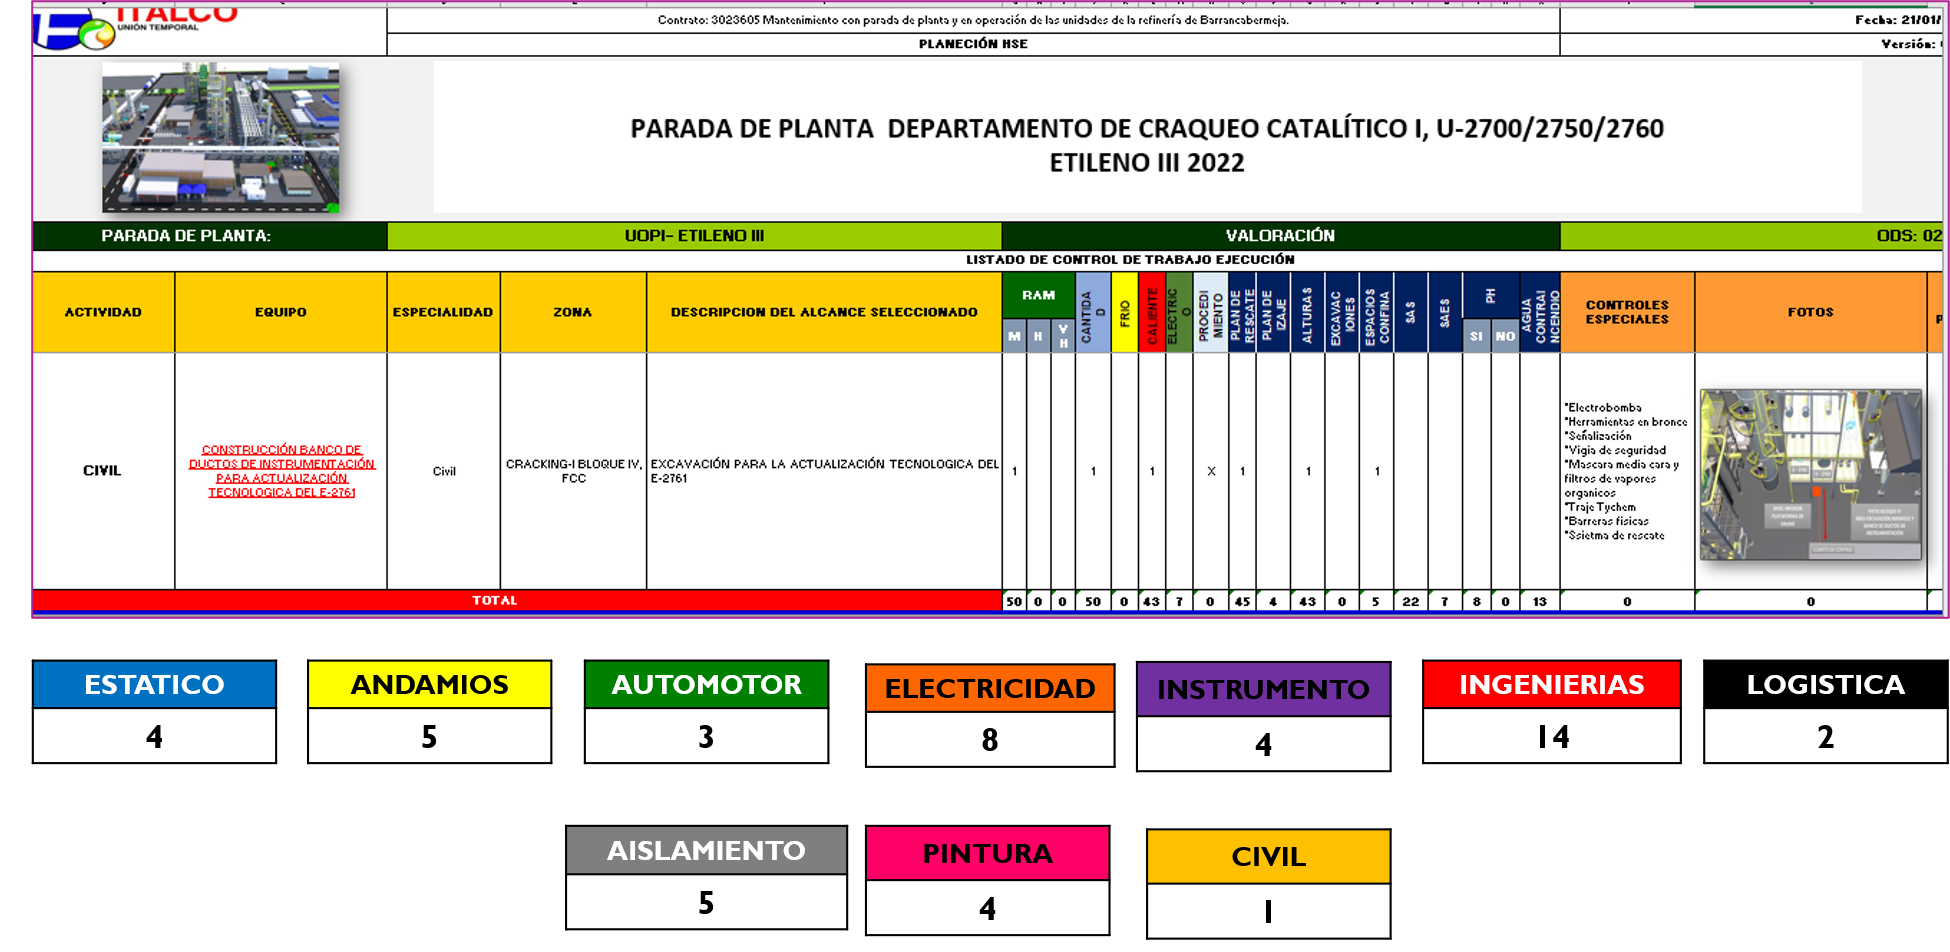 ITALCO
UNIÓN TEMPORAL
Contrato: 3023605 Mantenimiento con parada de planta y en operación de las unidades de la refinería de Barrancabermeja.
Fecha: 21/01/
PLANECIÓN HSE
Versión:
PARADA DE PLANTA DEPARTAMENTO DE CRAQUEO CATALÍTICO I, U-2700/2750/2760
ETILENO III 2022
PARADA DE PLANTA:
UOPI- ETILENO III
VALORACIÓN
ODS: 02
LISTADO DE CONTROL DE TRABAJO EJECUCIÓN
ACTIVIDAD
EQUIPO
ESPECIALIDAD
ZONA
DESCRIPCION DEL ALCANCE SELECCIONADO
RAM
M
H
V
H
CANTIDA
D
FRIO
CALIENTE
ELECTRIC
O
PROCEDI
MIENTO
PLAN DE
RESCATE
PLAN DE
IZAJE
ALTURAS
EXCAVAC
IONES
ESPACIOS
CONFINA
SAS
SAES
PH
SI
NO
AGUA
CONTRAI
NCENDIO
CONTROLES
ESPECIALES
FOTOS
P
CIVIL
CONSTRUCCIÓN BANCO DE
DUCTOS DE INSTRUMENTACIÓN
PARA ACTUALIZACIÓN
TECNOLOGICA DEL E-2761
Civil
CRACKING-I BLOQUE IV,
FCC
EXCAVACIÓN PARA LA ACTUALIZACIÓN TECNOLOGICA DEL
E-2761
1
1
1
X
1
1
1
*Electrobomba
*Herramientas en bronce
*Señalización
*Vigia de seguridad
*Mascara media cara y
filtros de vapores
organicos
*Traje Tychem
*Barreras fisicas
*Ssietma de rescate
TOTAL
50 0 0 50 0 43 7 0 45 4 43 0 5 22 7 8 0 13 0 0
ESTATICO
4
ANDAMIOS
5
AUTOMOTOR
3
ELECTRICIDAD
8
INSTRUMENTO
4
INGENIERIAS
14
LOGISTICA
2
AISLAMIENTO
5
PINTURA
4
CIVIL
1